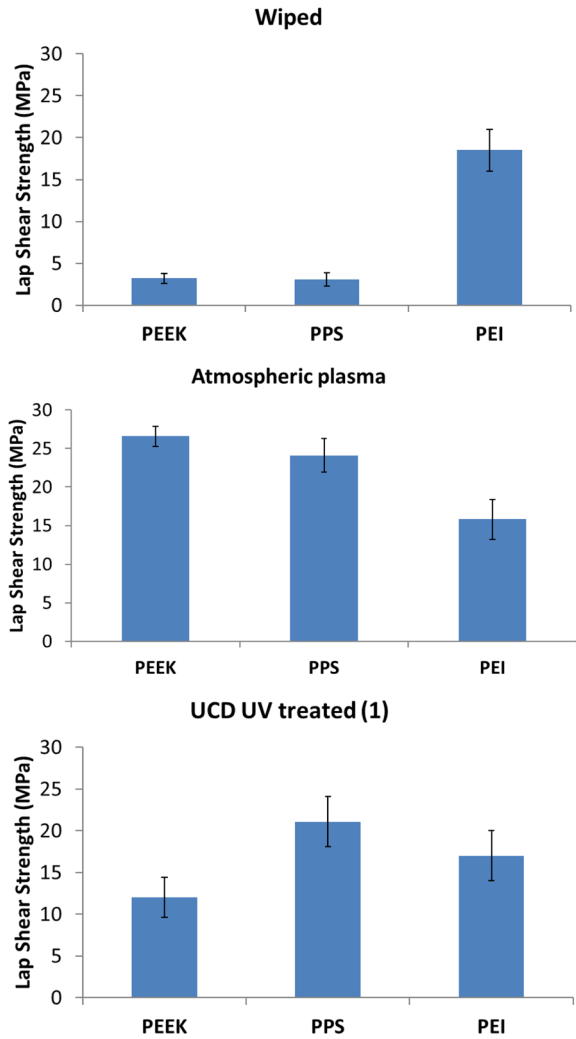 Wiped
Lap Shear Strength (MPa)
30
25
20
15
10
5
0
PEEK PPS PEI
Atmospheric plasma
Lap Shear Strength (MPa)
30
25
20
15
10
5
0
PEEK PPS PEI
UCD UV treated (1)
Lap Shear Strength (MPa)
30
25
20
15
10
5
0
PEEK PPS PEI